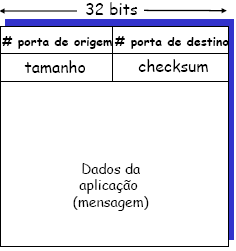 32 bits
# porta de origem # porta de destino
tamanho checksum
Dados da
aplicação
(mensagem)